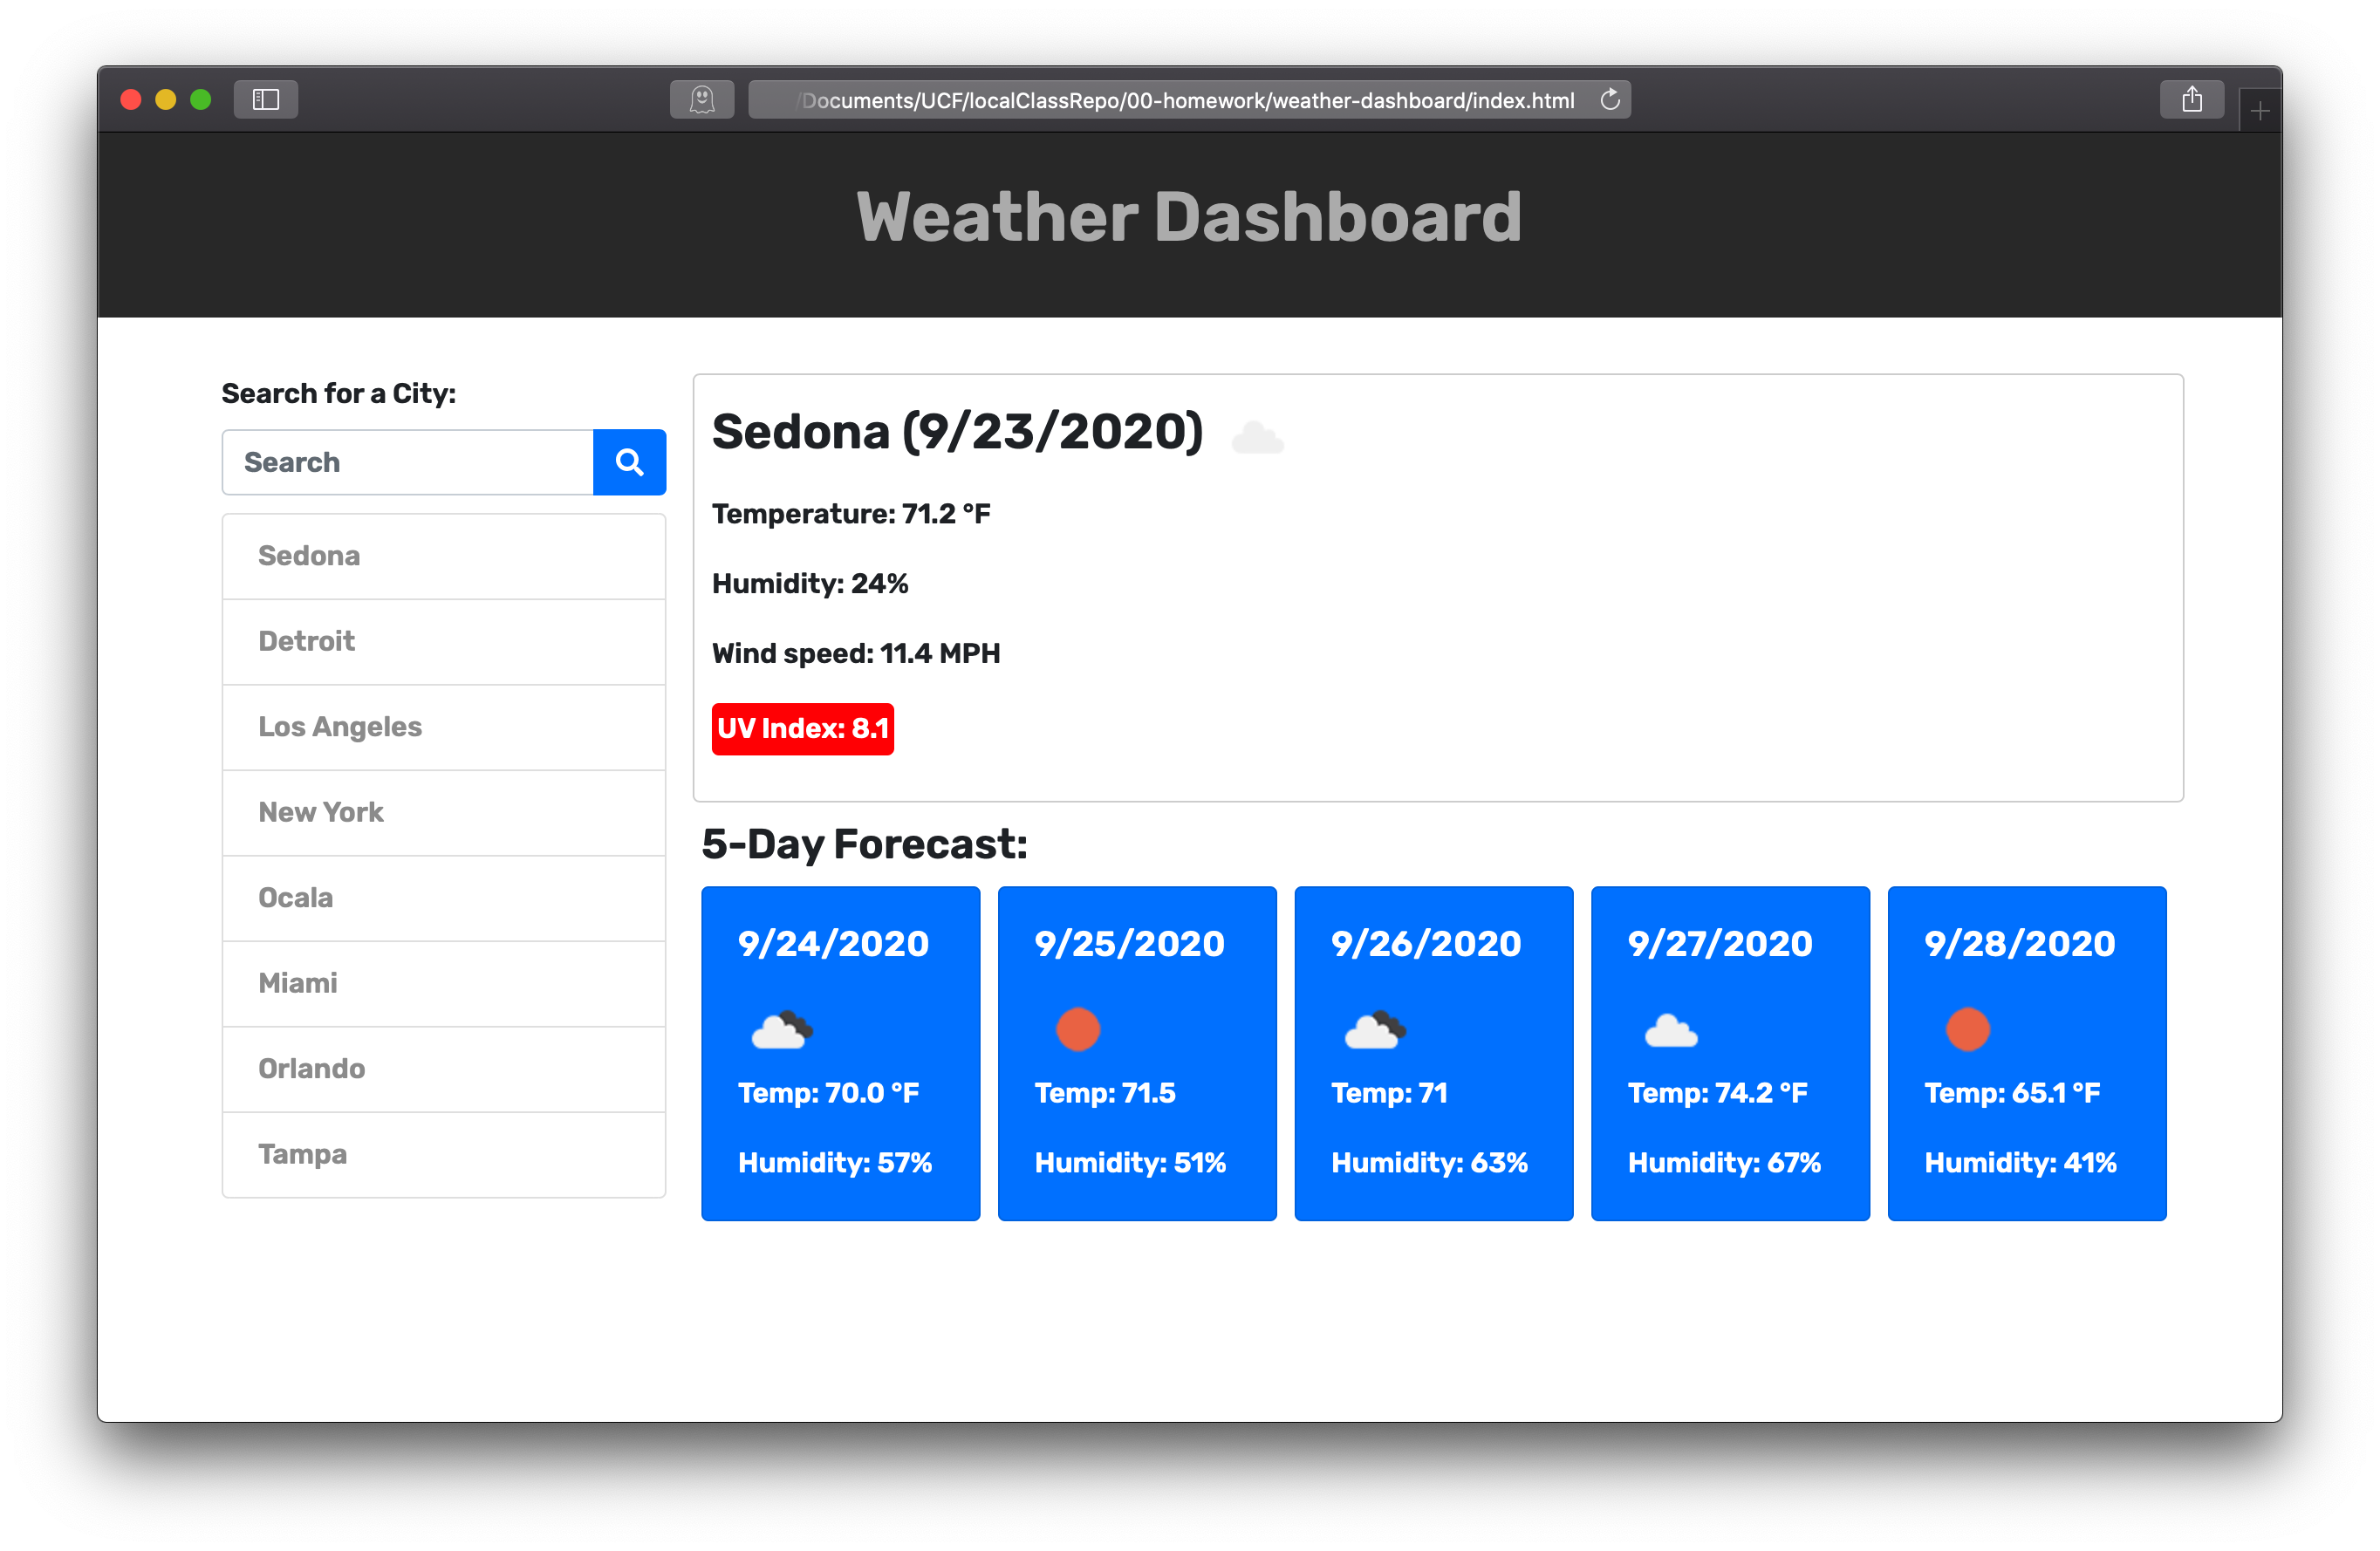 /Documents/UCF/localClassRepo/00-homework/weather-dashboard/index.html
Weather Dashboard
Search for a City:
Search
Sedona
Detroit
Los Angeles
New York
Ocala
Miami
Orlando
Tampa
Sedona (9/23/2020)
Temperature: 71.2 °F
Humidity: 24%
Wind speed: 11.4 MPH
UV Index: 8.1
5-Day Forecast:
9/24/2020
Temp: 70.0 °F
Humidity: 57%
9/25/2020
Temp: 71.5
Humidity: 51%
9/26/2020
Temp: 71
Humidity: 63%
9/27/2020
Temp: 74.2 °F
Humidity: 67%
9/28/2020
Temp: 65.1 °F
Humidity: 41%